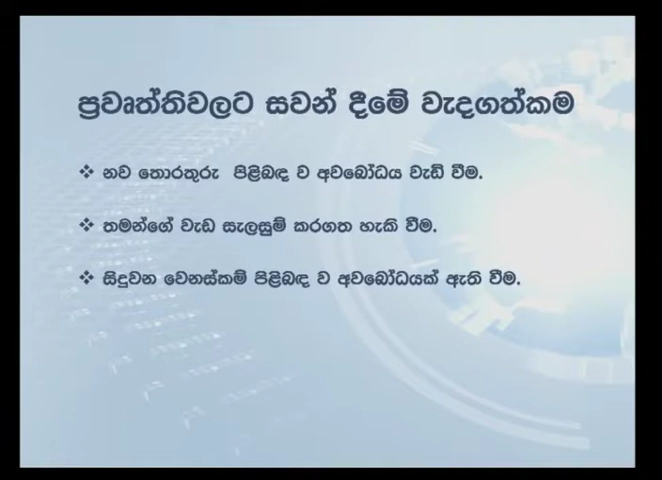 ප්‍රවෘත්තිවලට සවන් දීමේ වැදගත්කම
❖ නව තොරතුරු පිළිබඳ ව අවබෝධය වැඩි වීම.
❖ තමන්ගේ වැඩ සැලසුම් කරගත හැකි වීම.
❖ සිදුවන වෙනස්කම් පිළිබඳ ව අවබෝධයක් ඇති වීම.